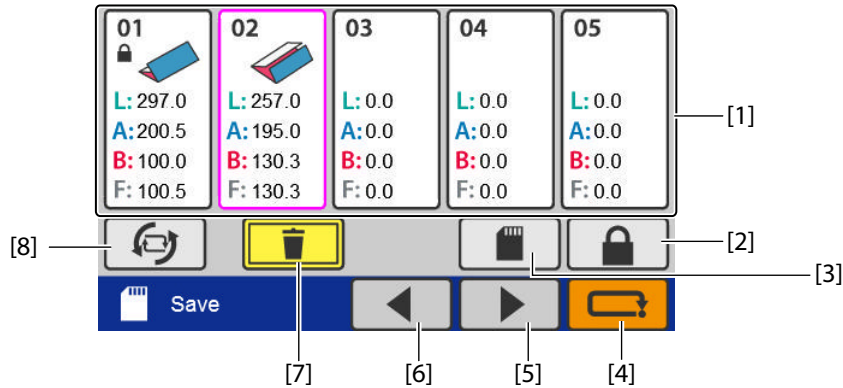 01 02 03 04 05
L: 297.0 L: 257.0 L: 0.0 L: 0.0 L: 0.0
A: 200.5 A: 195.0 A: 0.0 A: 0.0 A: 0.0
[1]
B: 100.0 B: 130.3 B: 0.0 B: 0.0 B: 0.0
F: 100.5 F: 130.3 F: 0.0 F: 0.0 F: 0.0
[8] [2]
[3]
Save
[7] [6] [5] [4]